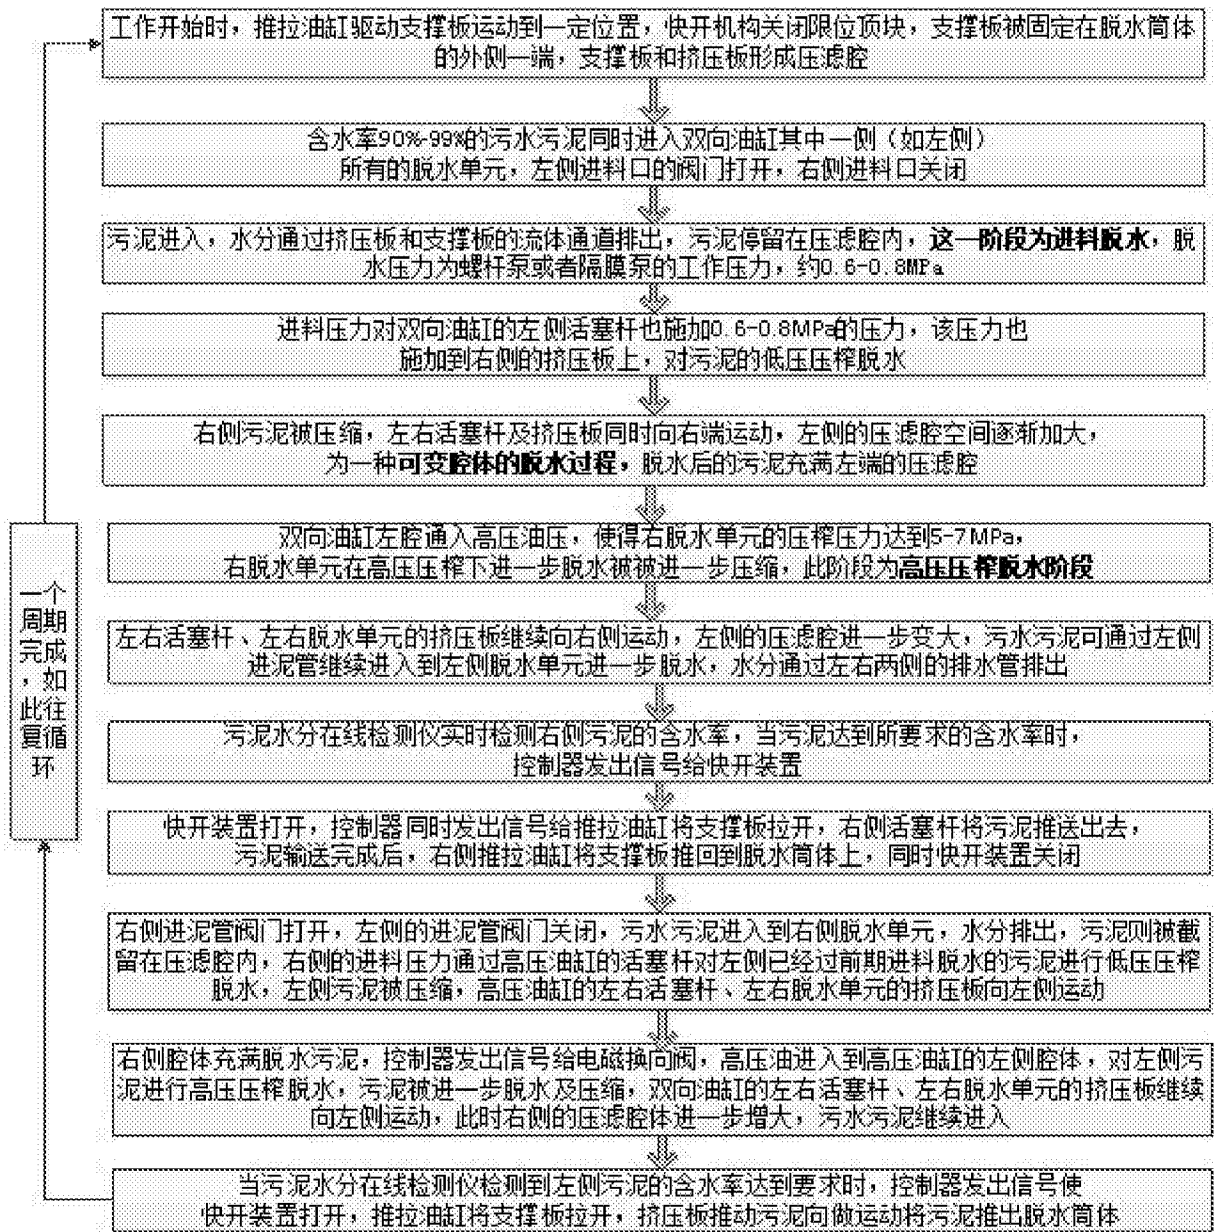 工作开始时，推拉油缸驱动支撑板运动到一定位置，快开机构关闭限位顶块，支撑板被固定在脱水筒体
的外侧一端，支撑板和挤压板形成压滤腔
含水率90%-99%的污水污泥同时进入双向油缸其中一侧（如左侧）
所有的脱水单元，左侧进料口的阀门打开，右侧进料口关闭
污泥进入，水分通过挤压板和支撑板的流体通道排出，污泥停留在压滤腔内，这一阶段为进料脱水，脱
水压力为螺杆泵或者隔膜泵的工作压力，约0.6-0.8MPa
进料压力对双向油缸的左侧活塞杆也施加0.6-0.8MPa的压力，该压力也
施加到右侧的挤压板上，对污泥的低压压榨脱水
右侧污泥被压缩，左右活塞杆及挤压板同时向右端运动，左侧的压滤腔空间逐渐加大，
为一种可变腔体的脱水过程，脱水后的污泥充满左端的压滤腔
双向油缸左腔通入高压油压，使得右脱水单元的压榨压力达到5-7MPa，
右脱水单元在高压压榨下进一步脱水被被进一步压缩，此阶段为高压压榨脱水阶段
左右活塞杆、左右脱水单元的挤压板继续向右侧运动，左侧的压滤腔进一步变大，污水污泥可通过左侧
进泥管继续进入到左侧脱水单元进一步脱水，水分通过左右两侧的排水管排出
污泥水分在线检测仪实时检测右侧污泥的含水率，当污泥达到所要求的含水率时，
控制器发出信号给快开装置
快开装置打开，控制器同时发出信号给推拉油缸将支撑板拉开，右侧活塞杆将污泥推送出去，
污泥输送完成后，右侧推拉油缸将支撑板推回到脱水筒体上，同时快开装置关闭
右侧进泥管阀门打开，左侧的进泥管阀门关闭，污水污泥进入到右侧脱水单元，水分排出，污泥则被截
留在压滤腔内，右侧的进料压力通过高压油缸的活塞杆对左侧已经过前期进料脱水的污泥进行低压压榨
脱水，左侧污泥被压缩，高压油缸的左右活塞杆、左右脱水单元的挤压板向左侧运动
右侧腔体充满脱水污泥，控制器发出信号给电磁换向阀，高压油进入到高压油缸的左侧腔体，对左侧污
泥进行高压压榨脱水，污泥被进一步脱水及压缩，双向油缸的左右活塞杆、左右脱水单元的挤压板继续
向左侧运动，此时右侧的压滤腔体进一步增大，污水污泥继续进入
当污泥水分在线检测仪检测到左侧污泥的含水率达到要求时，控制器发出信号使
快开装置打开，推拉油缸将支撑板拉开，挤压板推动污泥向做运动将污泥推出脱水筒体
一个
周期
完成
，如
此往
复循
环